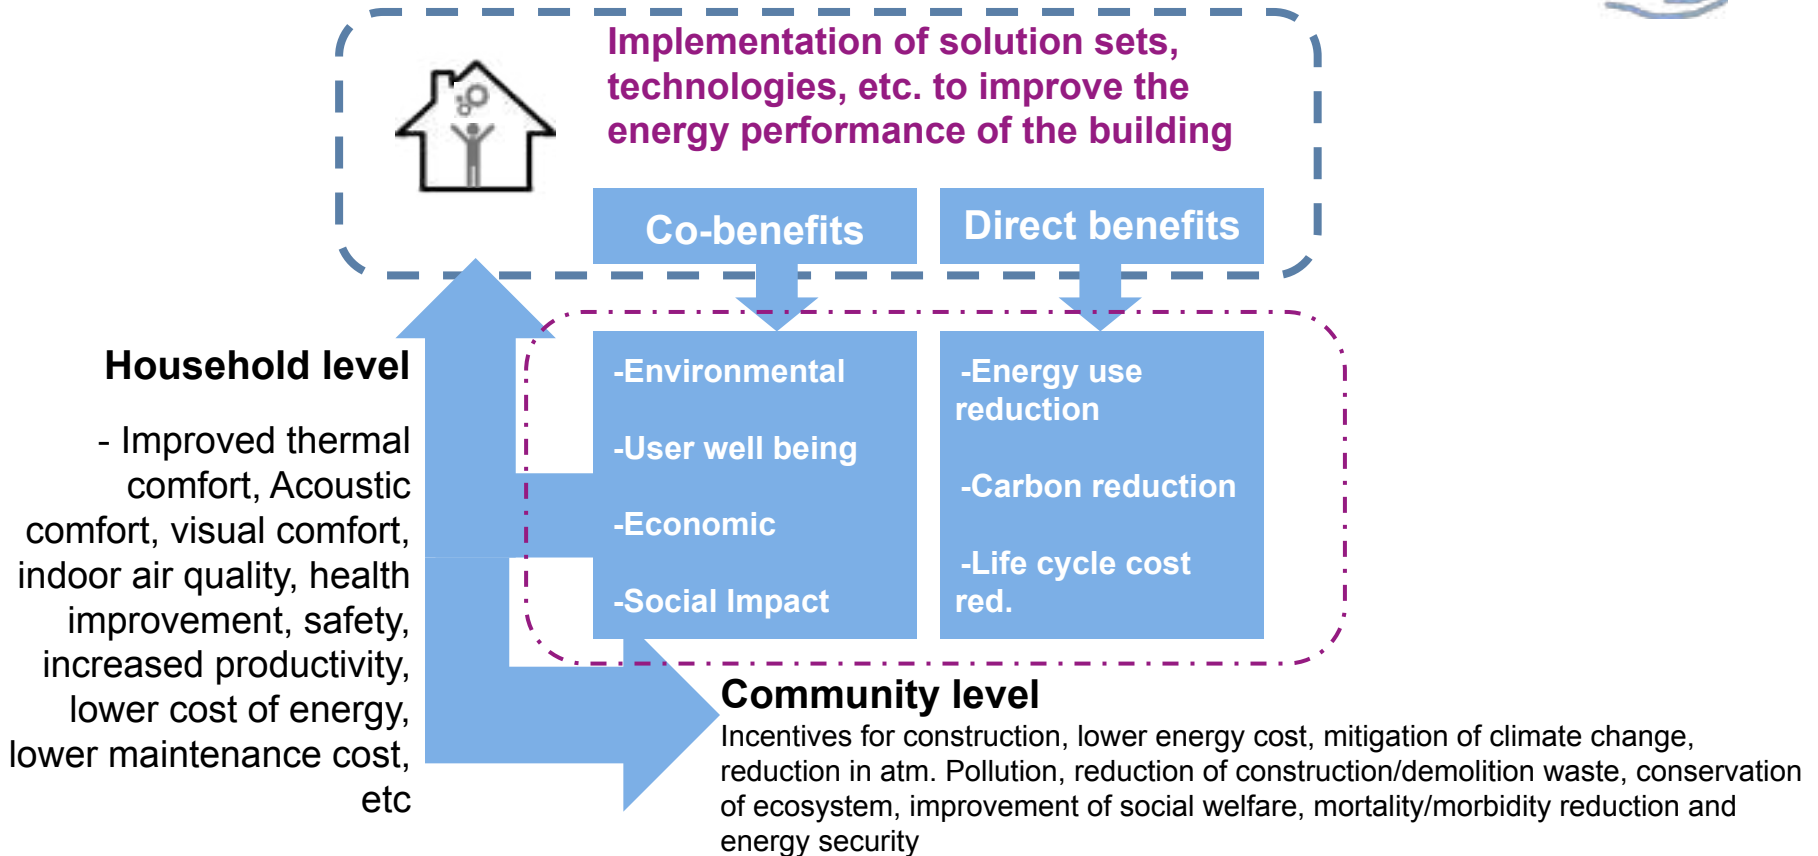 Implementation of solution sets,
technologies, etc. to improve the
energy performance of the building
Co-benefits
Direct benefits
-Environmental
-User well being
-Economic
-Social Impact
-Energy use
reduction
-Carbon reduction
-Life cycle cost
red.
Household level
- Improved thermal
comfort, Acoustic
comfort, visual comfort,
indoor air quality, health
improvement, safety,
increased productivity,
lower cost of energy,
lower maintenance cost,
etc
Community level
Incentives for construction, lower energy cost, mitigation of climate change,
reduction in atm. Pollution, reduction of construction/demolition waste, conservation
of ecosystem, improvement of social welfare, mortality/morbidity reduction and
energy security